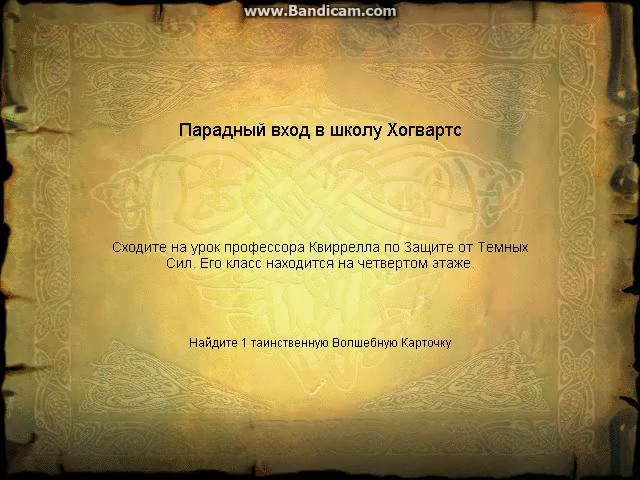 www.Bandicam.com
Парадный вход в школу Хогвартс
Сходите на урок профессора Квиррелла по Защите от Темных
Сил. Его класс находится на четвертом этаже.
Найдите 1 таинственную Волшебную Карточку